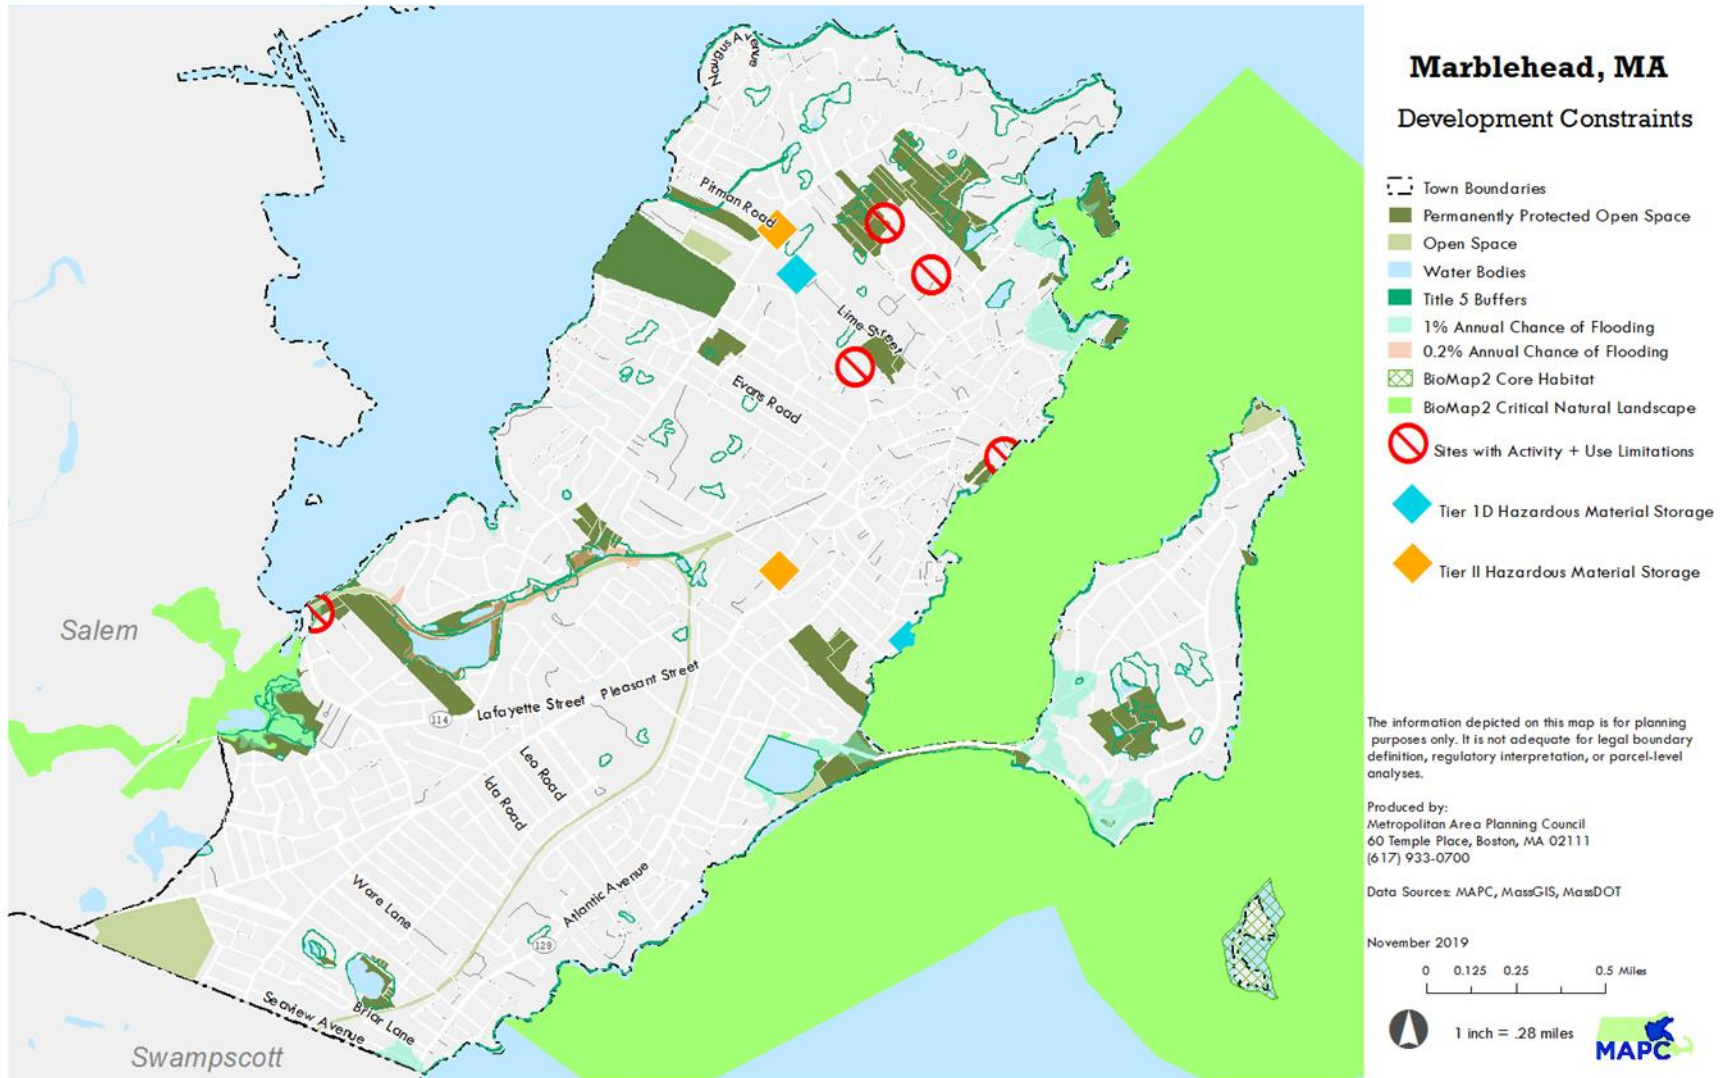 Marblehead, MA
Development Constraints
Town Boundaries
Permanently Protected Open Space
Open Space
Water Bodies
Title 5 Buffers
1% Annual Chance of Flooding
0.2% Annual Chance of Flooding
BioMap2 Core Habitat
BioMap2 Critical Natural Landscape
Sites with Activity + Use Limitations
Tier 1D Hazardous Material Storage
Tier II Hazardous Material Storage
The information depicted on this map is for planning
purposes only. It is not adequate for legal boundary
definition, regulatory interpretation, or parcel-level
analyses.
Produced by:
Metropolitan Area Planning Council
60 Temple Place, Boston, MA 02111
(617) 933-0700
Data Sources: MAPC, MassGIS, MassDOT
November 2019
0 0.125 0.25 0.5 Miles
1 inch = .28 miles
MAPC
Naugus Avenue
Pitman Road
Lime Street
Evans Road
Salem
114
Lafayette Street
Pleasant Street
Lea Road
Ida Road
Ware Lane
Atlantic Avenue
129
Seaview Avenue
Briar Lane
Swampscott